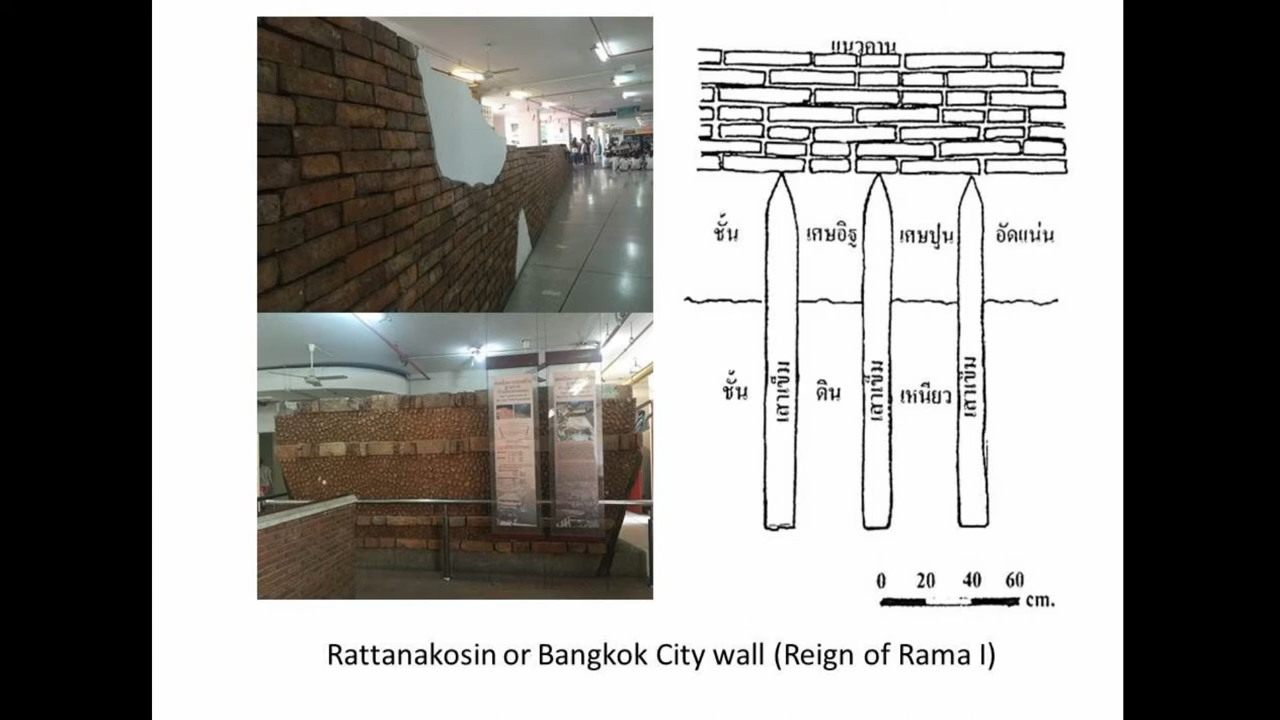 แนวคาน
ชั้น เศษอิฐ เศษปูน อัดแน่น
ชั้น เสาเข็ม ดิน เสาเข็ม เหนียว เสาเข็ม
0 20 40 60
cm.
Rattanakosin or Bangkok City wall (Reign of Rama I)